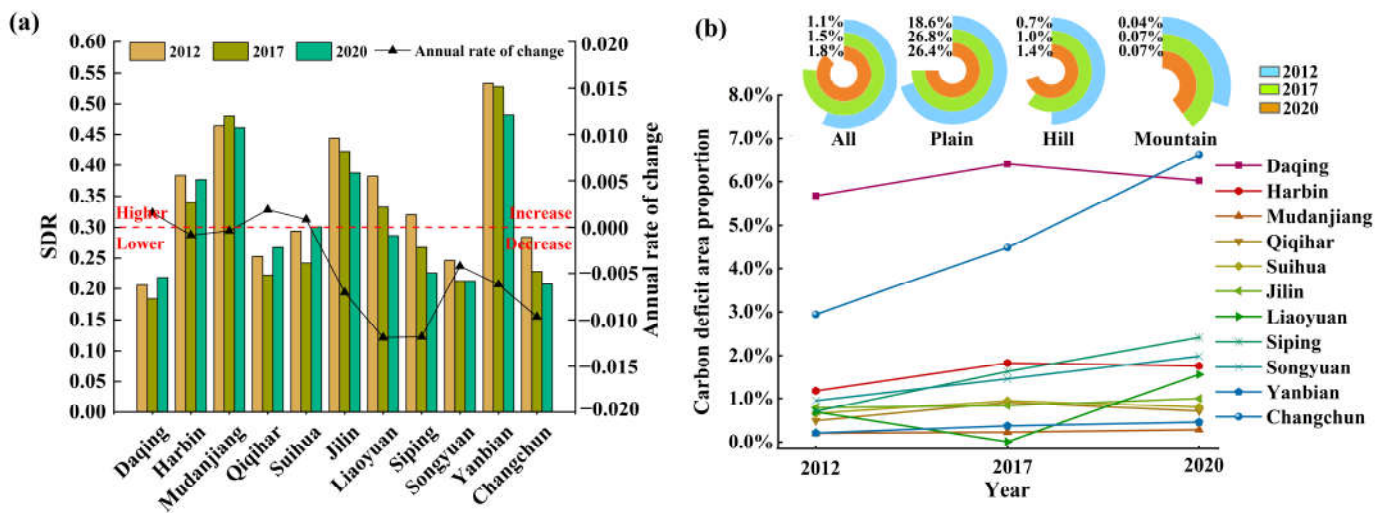 (a)
2012
2017
2020
Annual rate of change
0.60
0.55
0.50
0.45
0.40
0.35
0.30
0.25
0.20
0.15
0.10
0.05
0.00
SDR
Higher
Lower
Increase
Decrease
0.020
0.015
0.010
0.005
0.000
−0.005
−0.010
−0.015
−0.020
Annual rate of change
Daqing
Harbin
Mudanjiang
Qiqihar
Suihua
Jilin
Liaoyuan
Siping
Songyuan
Yanbian
Changchun
(b)
1.1%
1.5%
1.8%
All
18.6%
26.8%
26.4%
Plain
0.7%
1.0%
1.4%
Hill
0.04%
0.07%
0.07%
Mountain
2012
2017
2020
8.0%
7.0%
6.0%
5.0%
4.0%
3.0%
2.0%
1.0%
0.0%
Carbon deficit area proportion
2012
2017
2020
Year
Daqing
Harbin
Mudanjiang
Qiqihar
Suihua
Jilin
Liaoyuan
Siping
Songyuan
Yanbian
Changchun